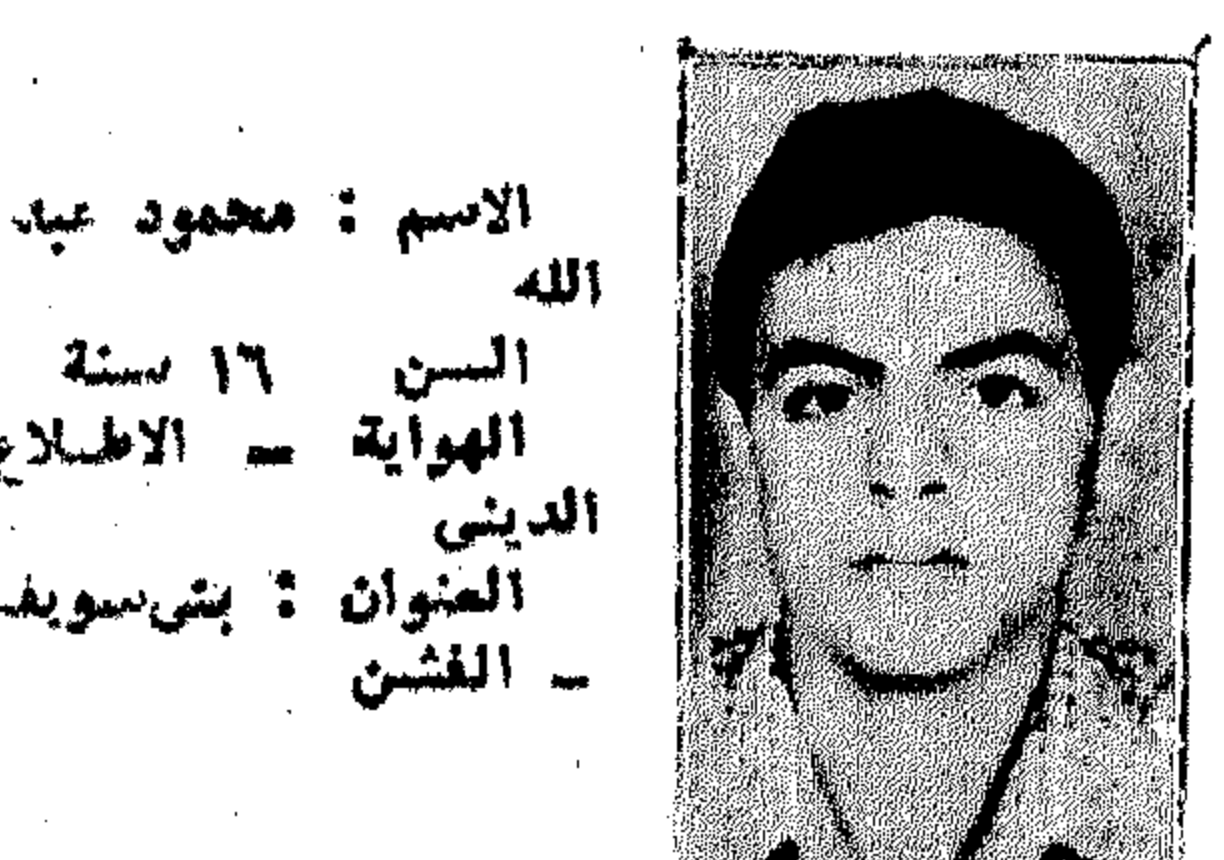 الاسم : محمود عبد
الله
السن ١٦ سنة
الهواية ـ الاطلاع
الدينى
العنوان : بنى سويف
ـ الفشن